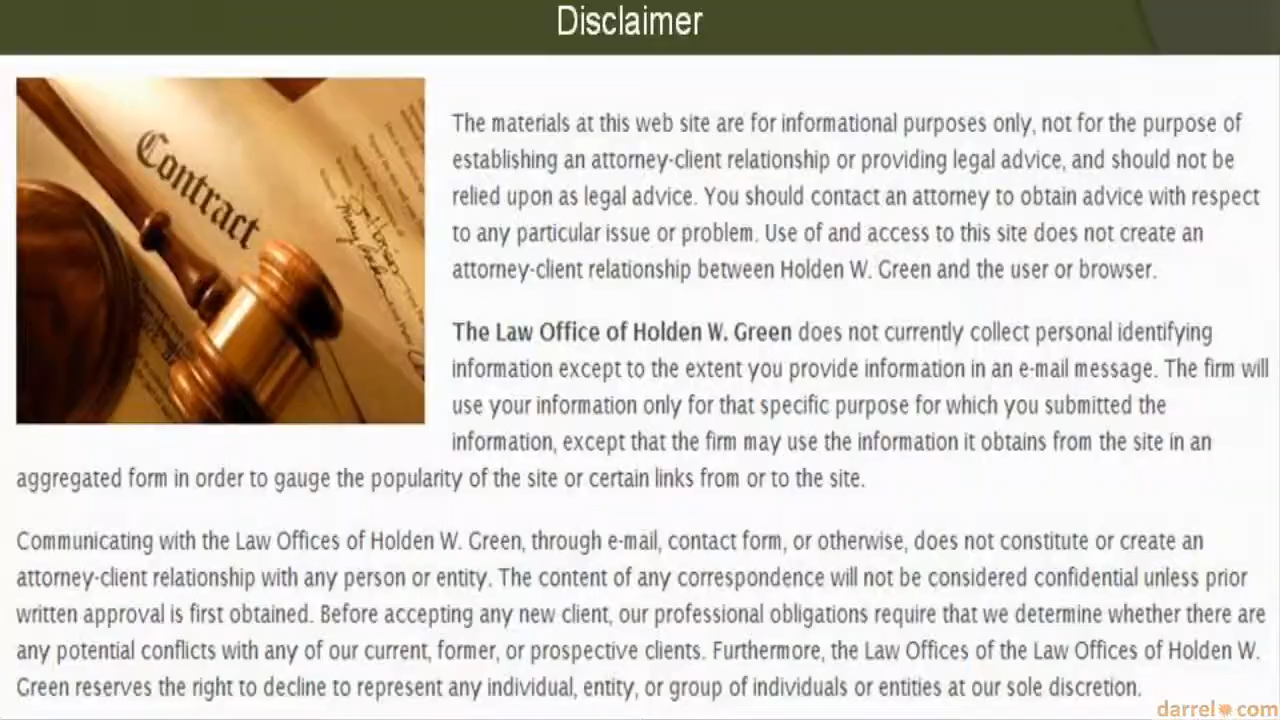 Disclaimer
Contract
The materials at this web site are for informational purposes only, not for the purpose of
establishing an attorney-client relationship or providing legal advice, and should not be
relied upon as legal advice. You should contact an attorney to obtain advice with respect
to any particular issue or problem. Use of and access to this site does not create an
attorney-client relationship between Holden W. Green and the user or browser.
The Law Office of Holden W. Green does not currently collect personal identifying
information except to the extent you provide information in an e-mail message. The firm will
use your information only for that specific purpose for which you submitted the
information, except that the firm may use the information it obtains from the site in an
aggregated form in order to gauge the popularity of the site or certain links from or to the site.
Communicating with the Law Offices of Holden W. Green, through e-mail, contact form, or otherwise, does not constitute or create an
attorney-client relationship with any person or entity. The content of any correspondence will not be considered confidential unless prior
written approval is first obtained. Before accepting any new client, our professional obligations require that we determine whether there are
any potential conflicts with any of our current, former, or prospective clients. Furthermore, the Law Offices of the Law Offices of Holden W.
Green reserves the right to decline to represent any individual, entity, or group of individuals or entities at our sole discretion.
darrel com